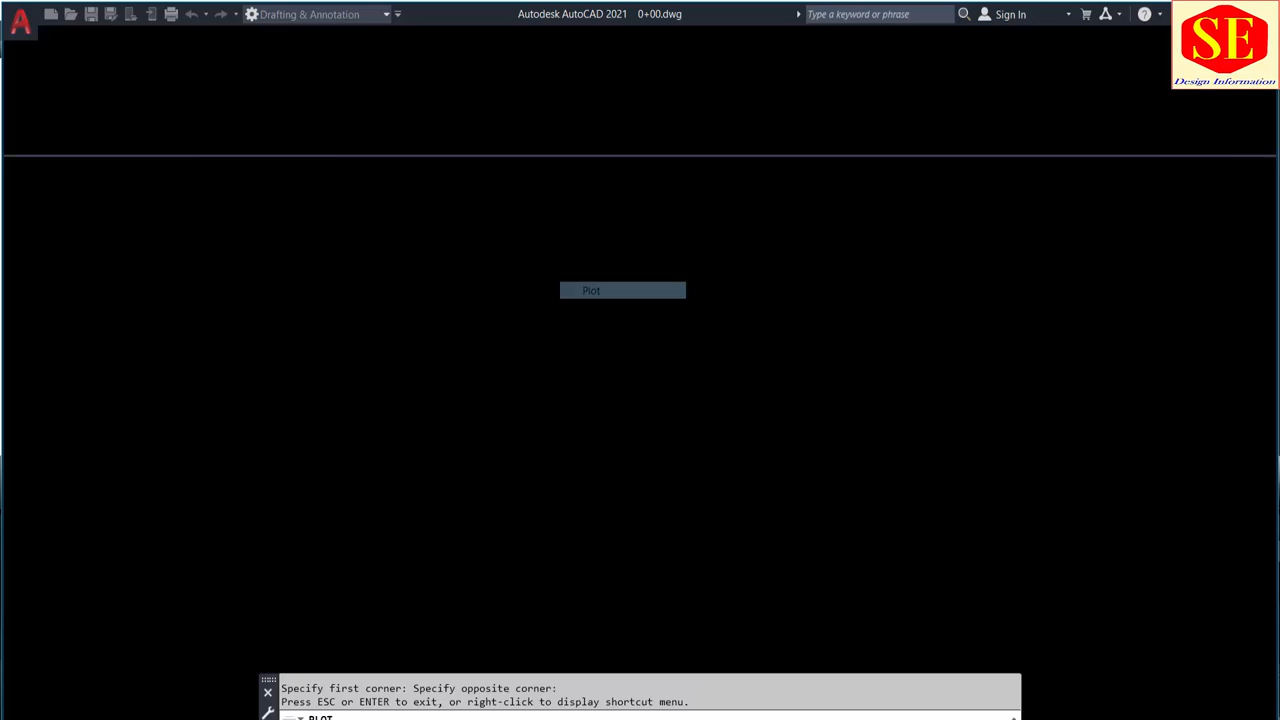 A Drafting & Annotation Autodesk AutoCAD 2021 0+00.dwg Type a keyword or phrase Sign In ?
SE
Design Information
Plot
Specify first corner: Specify opposite corner:
Press ESC or ENTER to exit, or right-click to display shortcut menu.
PLOT